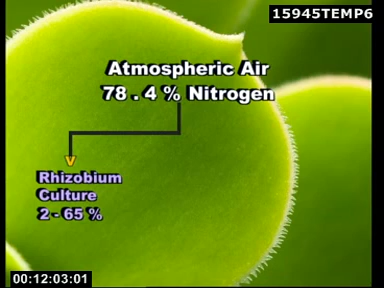 15945TEMP6
Atmospheric Air
78 . 4 % Nitrogen
Rhizobium
Culture
2 - 65 %
00:12:03:01